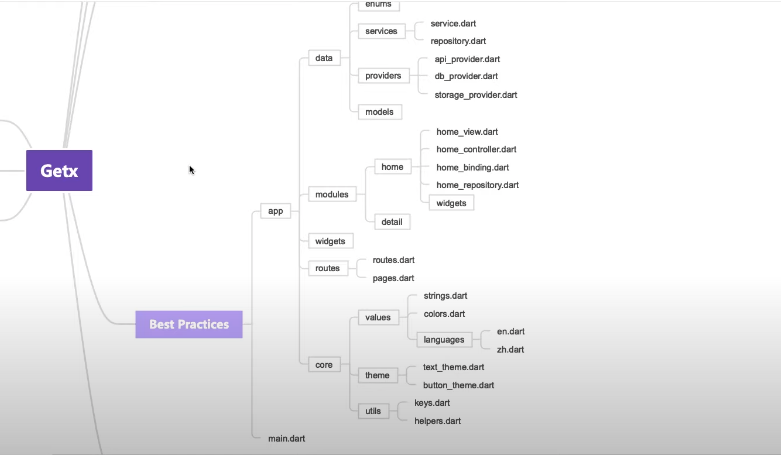 enums
service.dart
services
repository.dart
data
api_provider.dart
providers
db_provider.dart
storage_provider.dart
models
home_view.dart
home_controller.dart
home
home_binding.dart
Getx
home_repository.dart
modules
widgets
app
detail
widgets
routes.dart
routes
pages.dart
strings.dart
values
colors.dart
Best Practices
en.dart
languages
zh.dart
core
text_theme.dart
theme
button_theme.dart
keys.dart
utils
helpers.dart
main.dart